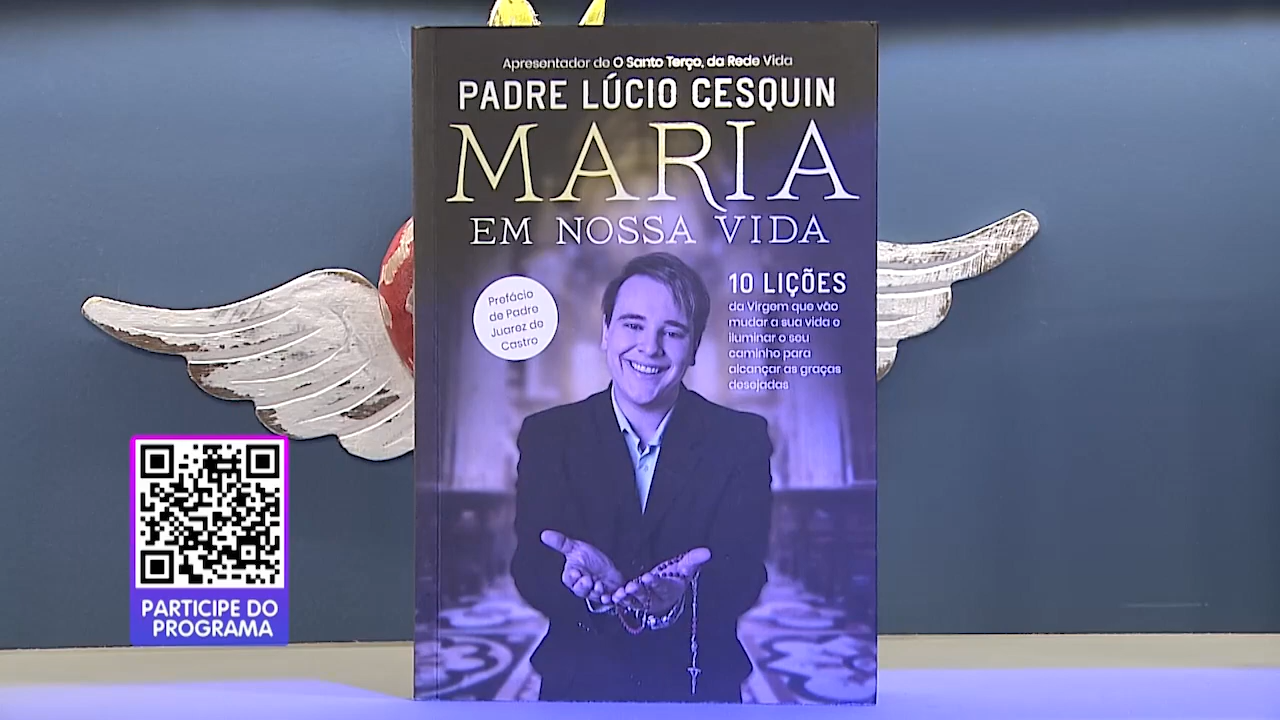 Apresentador de O Santo Terço, da Rede Vida
PADRE LÚCIO CESQUIN
MARIA
EM NOSSA VIDA
Prefácio
de Padre
Juarez de
Castro
10 LIÇÕES
da Virgem que vão
mudar a sua vida e
iluminar o seu
caminho para
alcançar as graças
desejadas
PARTICIPE DO
PROGRAMA